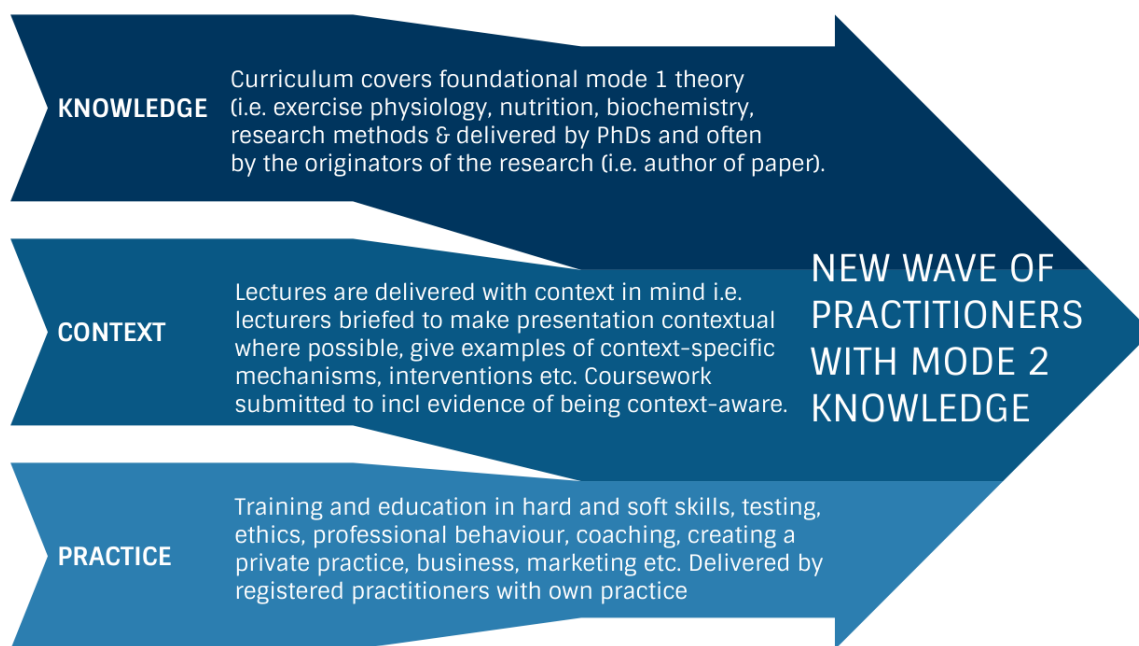 KNOWLEDGE
Curriculum covers foundational mode 1 theory
(i.e. exercise physiology, nutrition, biochemistry,
research methods & delivered by PhDs and often
by the originators of the research (i.e. author of paper).
CONTEXT
Lectures are delivered with context in mind i.e.
lecturers briefed to make presentation contextual
where possible, give examples of context-specific
mechanisms, interventions etc. Coursework
submitted to incl evidence of being context-aware.
PRACTICE
Training and education in hard and soft skills, testing,
ethics, professional behaviour, coaching, creating a
private practice, business, marketing etc. Delivered by
registered practitioners with own practice
NEW WAVE OF
PRACTITIONERS
WITH MODE 2
KNOWLEDGE